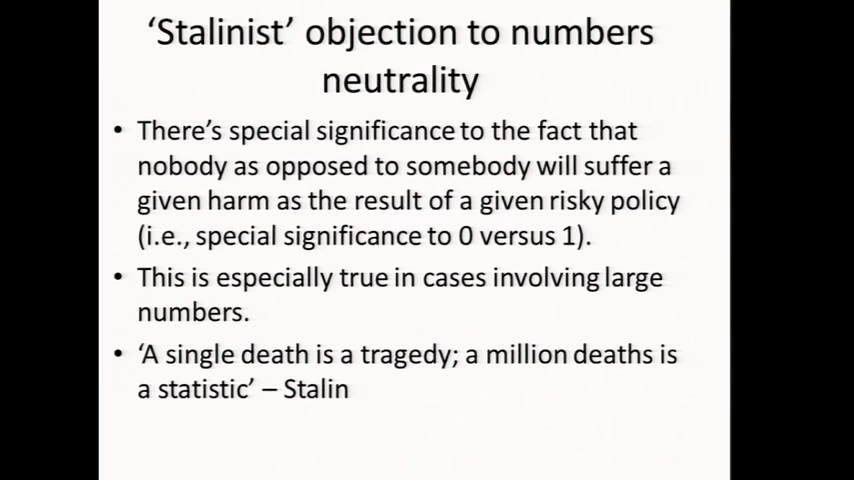 ‘Stalinist’ objection to numbers
neutrality
• There’s special significance to the fact that
nobody as opposed to somebody will suffer a
given harm as the result of a given risky policy
(i.e., special significance to 0 versus 1).
• This is especially true in cases involving large
numbers.
• ‘A single death is a tragedy; a million deaths is
a statistic’ – Stalin